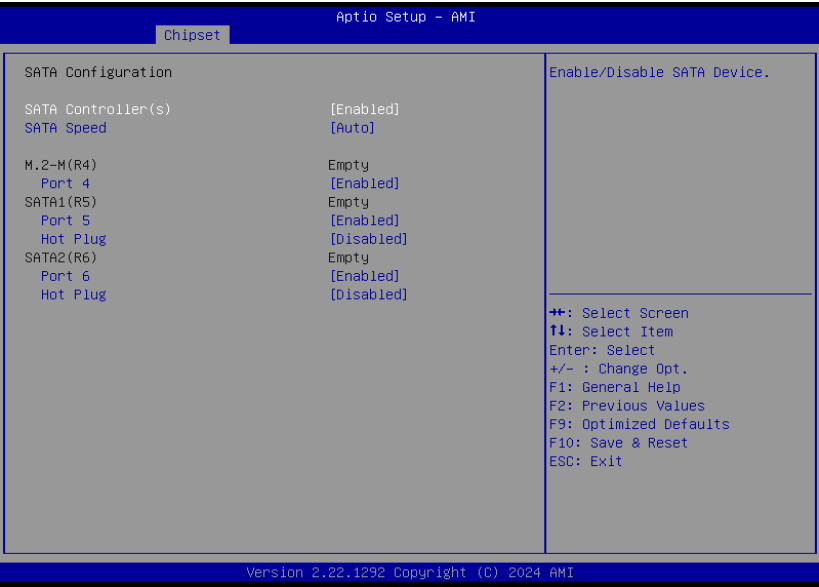 Aptio Setup - AMI
Chipset
SATA Configuration
SATA Controller(s) [Enabled]
SATA Speed [Auto]
M.2-M(R4) Empty
Port 4 [Enabled]
SATA1(R5) Empty
Port 5 [Enabled]
Hot Plug [Disabled]
SATA2(R6) Empty
Port 6 [Enabled]
Hot Plug [Disabled]
Enable/Disable SATA Device.
→←: Select Screen
↑↓: Select Item
Enter: Select
+/- : Change Opt.
F1: General Help
F2: Previous Values
F9: Optimized Defaults
F10: Save & Reset
ESC: Exit
Version 2.22.1292 Copyright (C) 2024 AMI